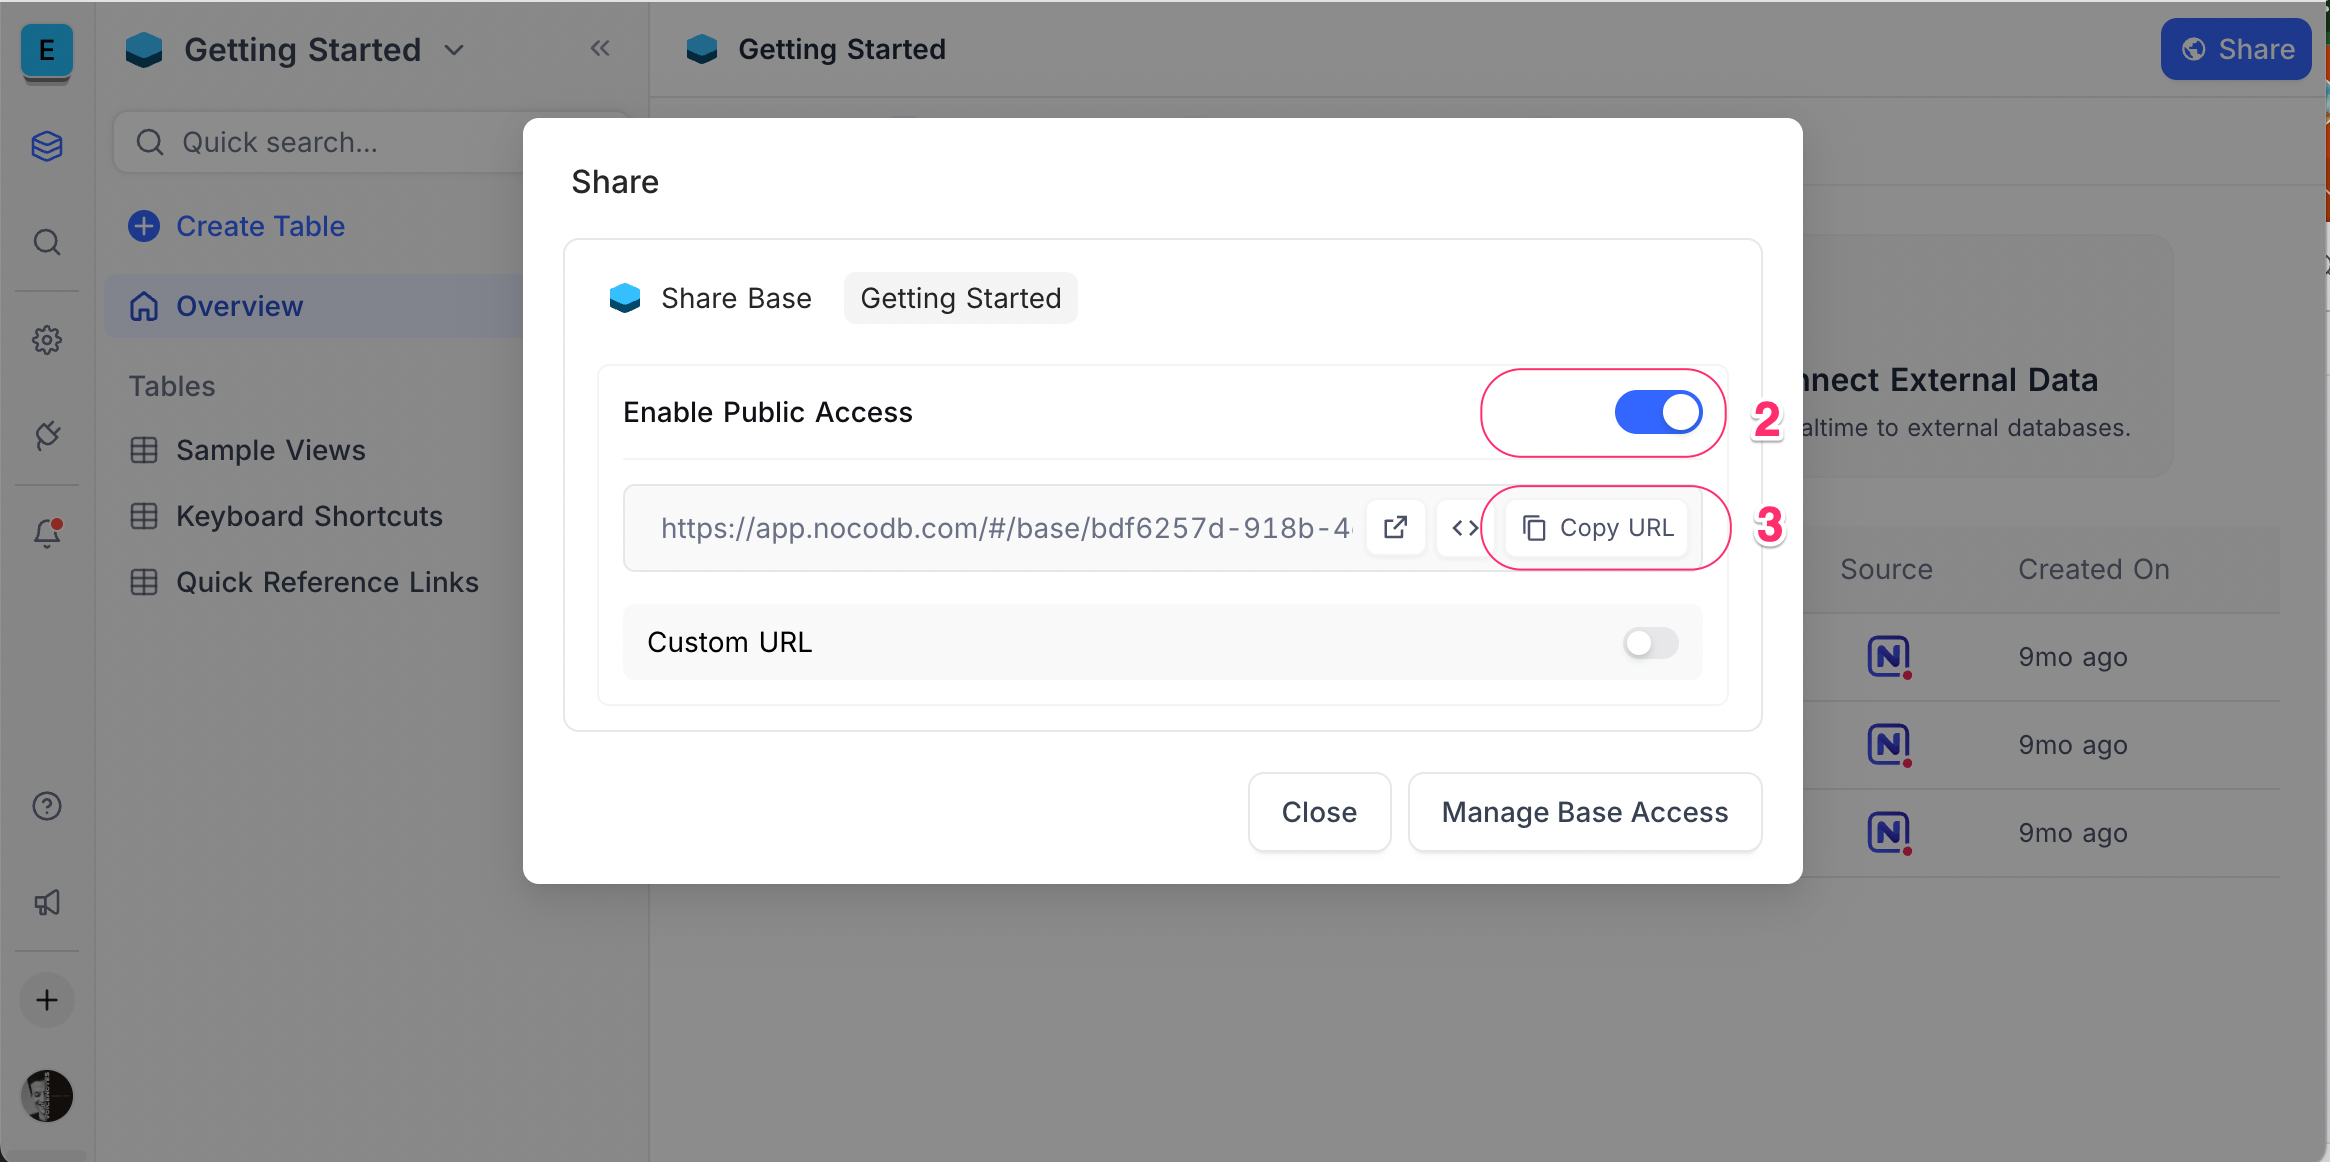 E
Getting Started
Getting Started
Share
Quick search...
Create Table
Overview
Tables
Sample Views
Keyboard Shortcuts
Quick Reference Links
Share
Share Base
Getting Started
Enable Public Access
2
https://app.nocodb.com/#/base/bdf6257d-918b-4
Copy URL
3
Custom URL
Close
Manage Base Access
nnect External Data
altime to external databases.
Source
Created On
N
9mo ago
N
9mo ago
N
9mo ago